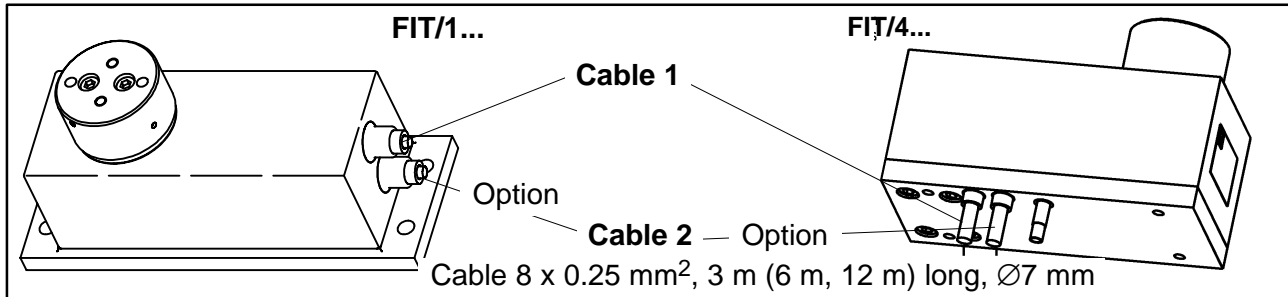 FIT/1...
FIT/4...
Cable 1
Option
Cable 2
Option
Cable 8 x 0.25 mm², 3 m (6 m, 12 m) long, ∅7 mm